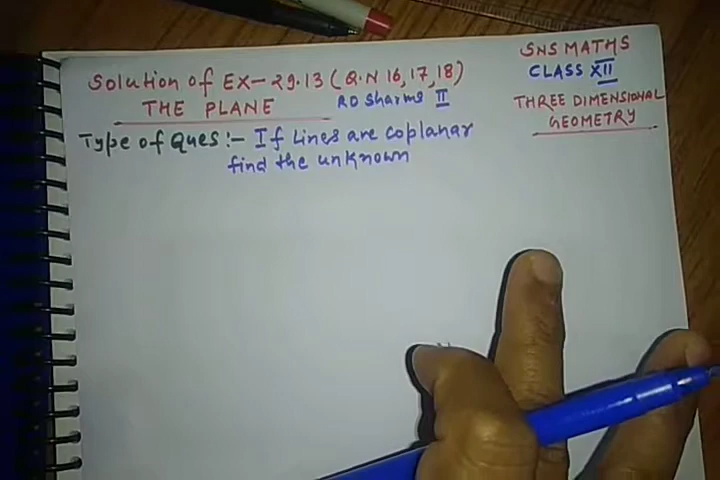 Solution of EX-29.13 (Q.N 16,17,18)
THE PLANE
RD Sharma II
Type of Ques:- If Lines are coplanar
find the unknown
SNS MATHS
CLASS XII
THREE DIMENSIONAL
GEOMETRY